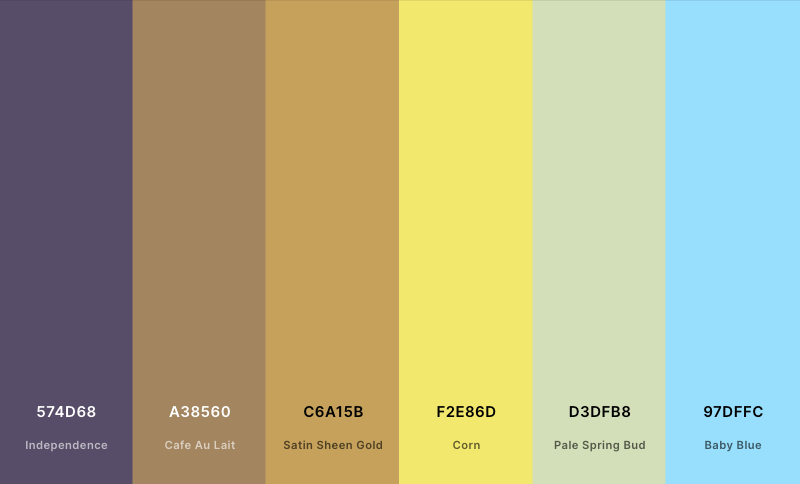 574D68
A38560
C6A15B
F2E86D
D3DFB8
97DFFC
Independence
Cafe Au Lait
Satin Sheen Gold
Corn
Pale Spring Bud
Baby Blue